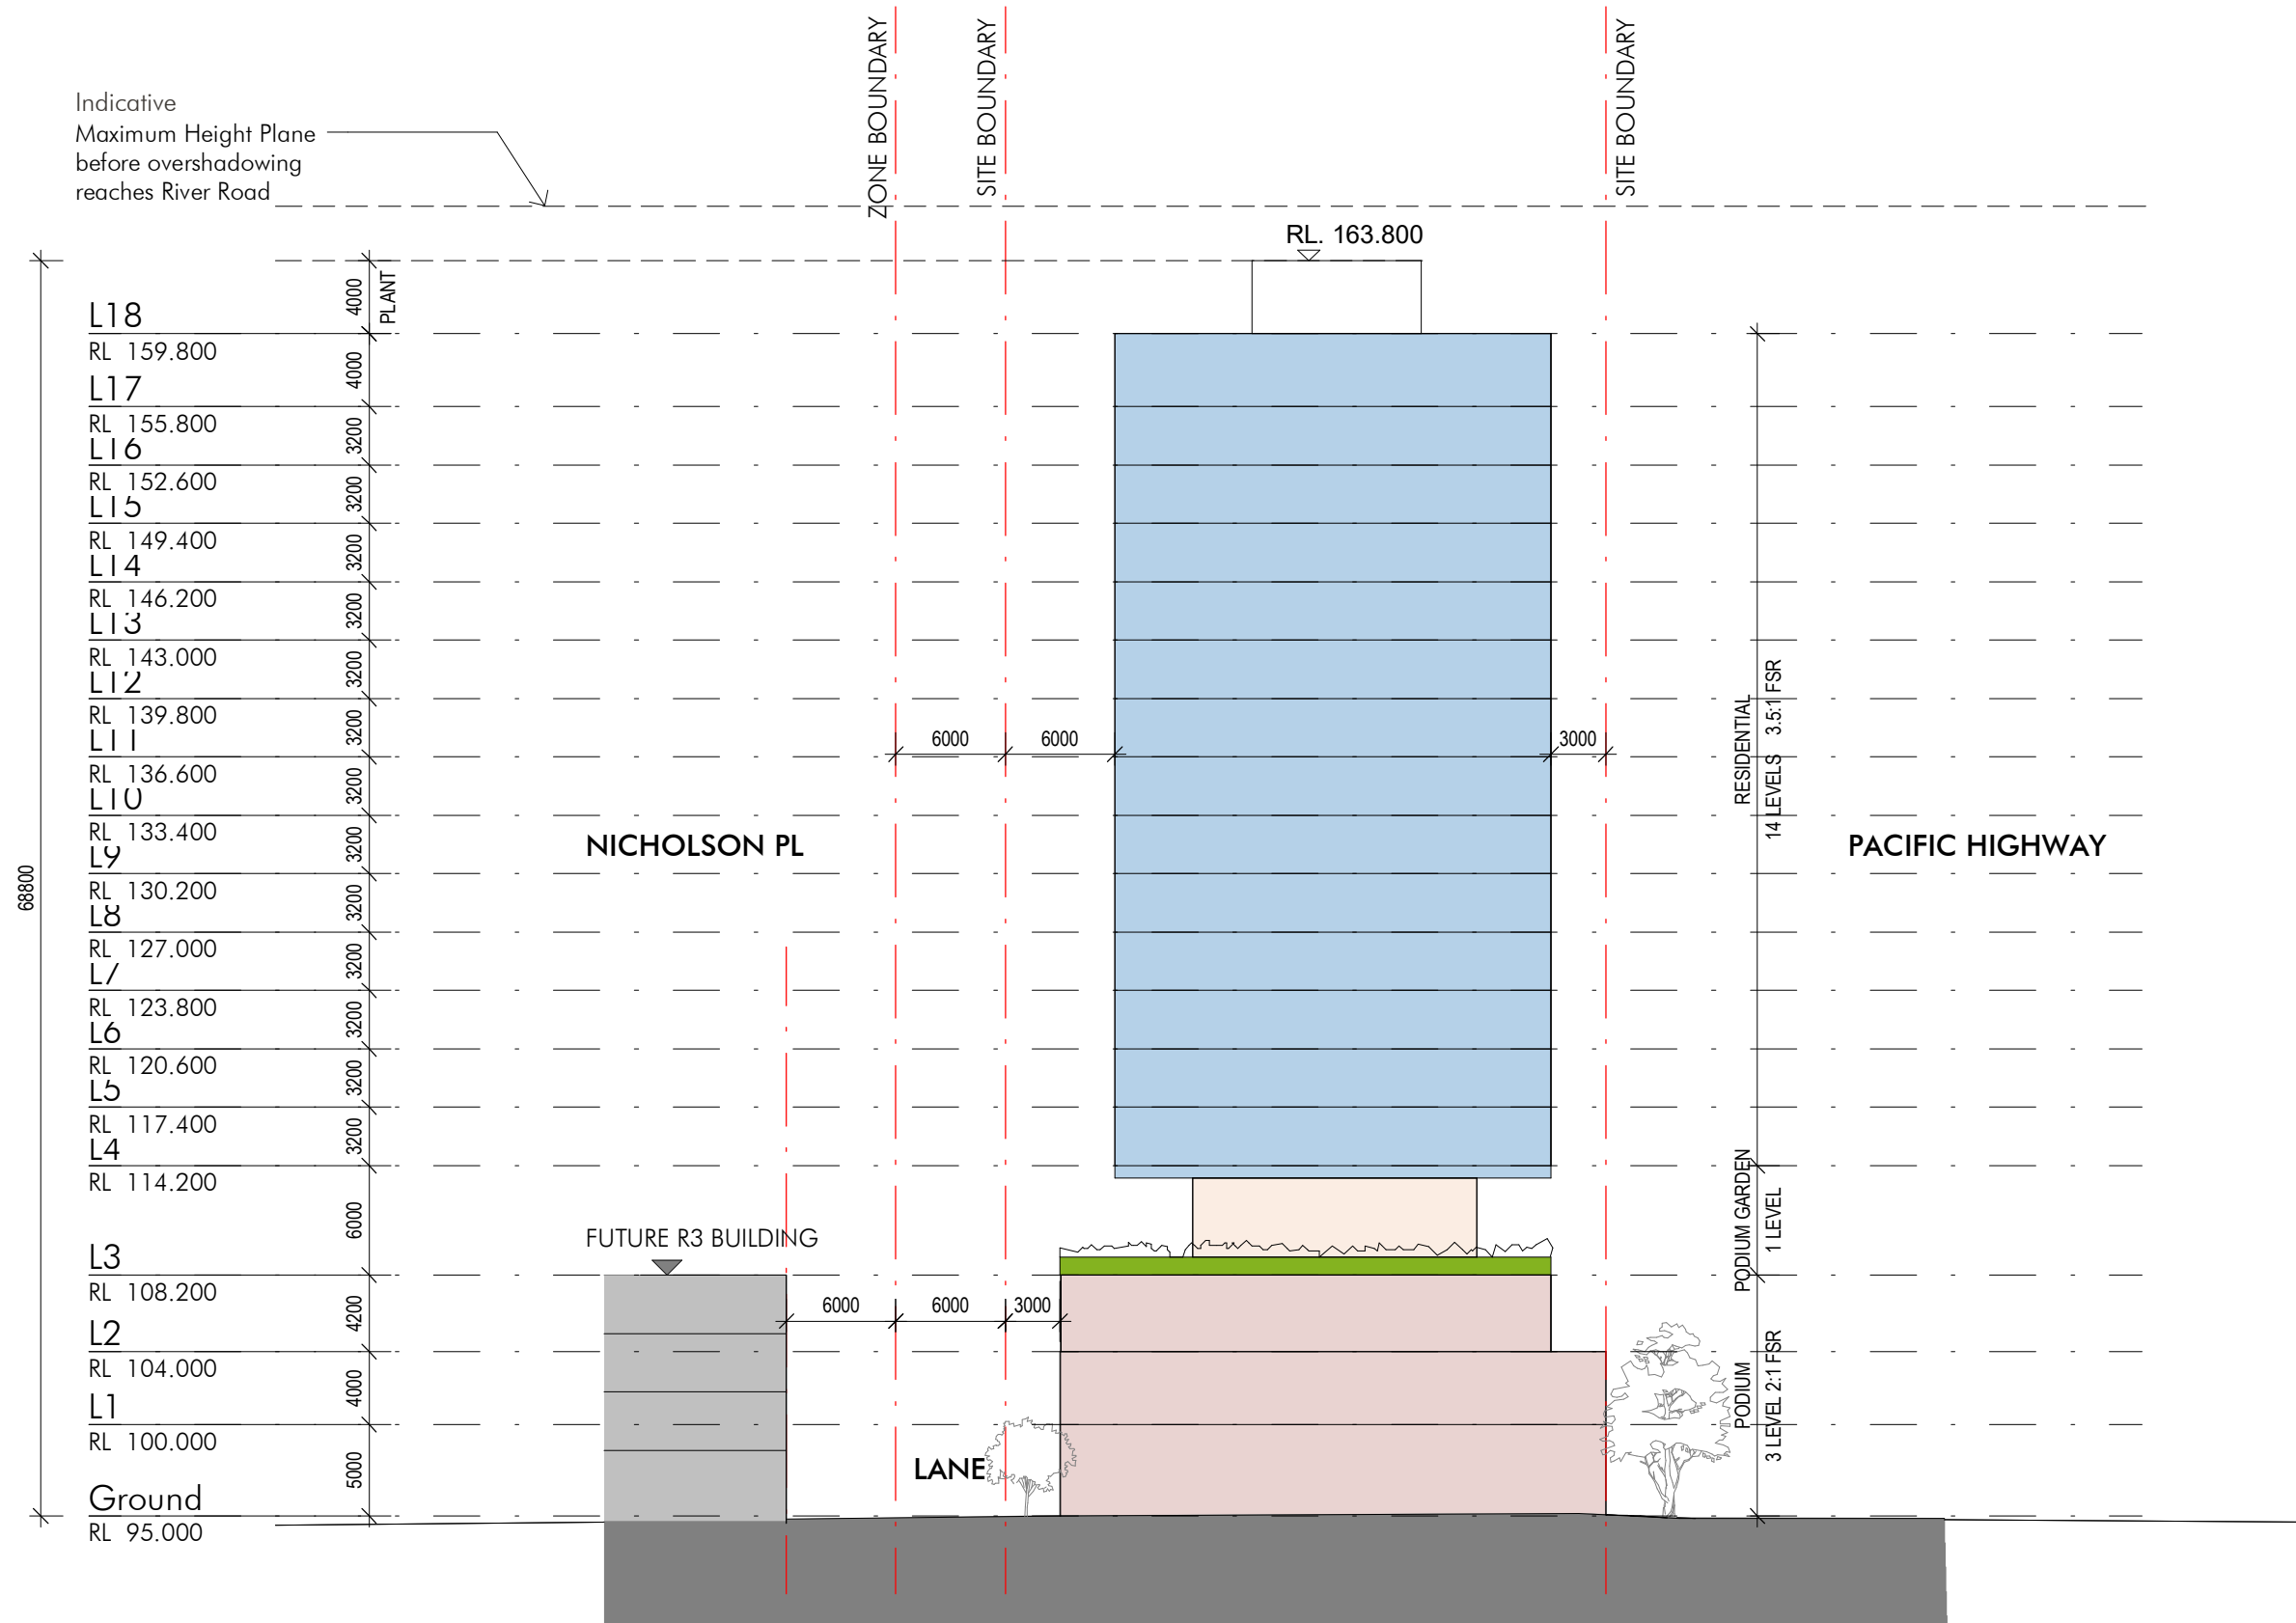 ZONE BOUNDARY
SITE BOUNDARY
SITE BOUNDARY
Indicative
Maximum Height Plane
before overshadowing
reaches River Road
RL. 163.800
68800
L18
RL 159.800
L17
RL 155.800
L16
RL 152.600
L15
RL 149.400
L14
RL 146.200
L13
RL 143.000
L12
RL 139.800
L11
RL 136.600
L10
RL 133.400
L9
RL 130.200
L8
RL 127.000
L7
RL 123.800
L6
RL 120.600
L5
RL 117.400
L4
RL 114.200
L3
RL 108.200
L2
RL 104.000
L1
RL 100.000
Ground
RL 95.000
4000
PLANT
4000
3200
3200
3200
3200
3200
3200
3200
3200
3200
3200
3200
3200
3200
6000
4200
4000
5000
6000
6000
3000
NICHOLSON PL
PACIFIC HIGHWAY
RESIDENTIAL
14 LEVELS 3.5:1 FSR
PODIUM GARDEN
1 LEVEL
PODIUM
3 LEVEL 2:1 FSR
FUTURE R3 BUILDING
6000
6000
3000
LANE